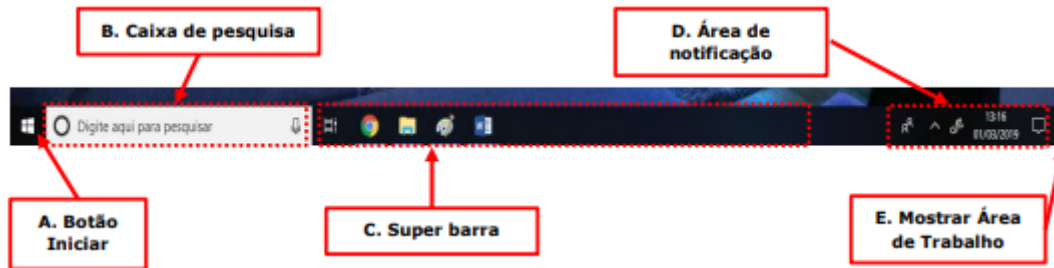 B. Caixa de pesquisa
D. Área de
notificação
Digite aqui para pesquisar
13:16
01/03/2019
A. Botão
Iniciar
C. Super barra
E. Mostrar Área
de Trabalho